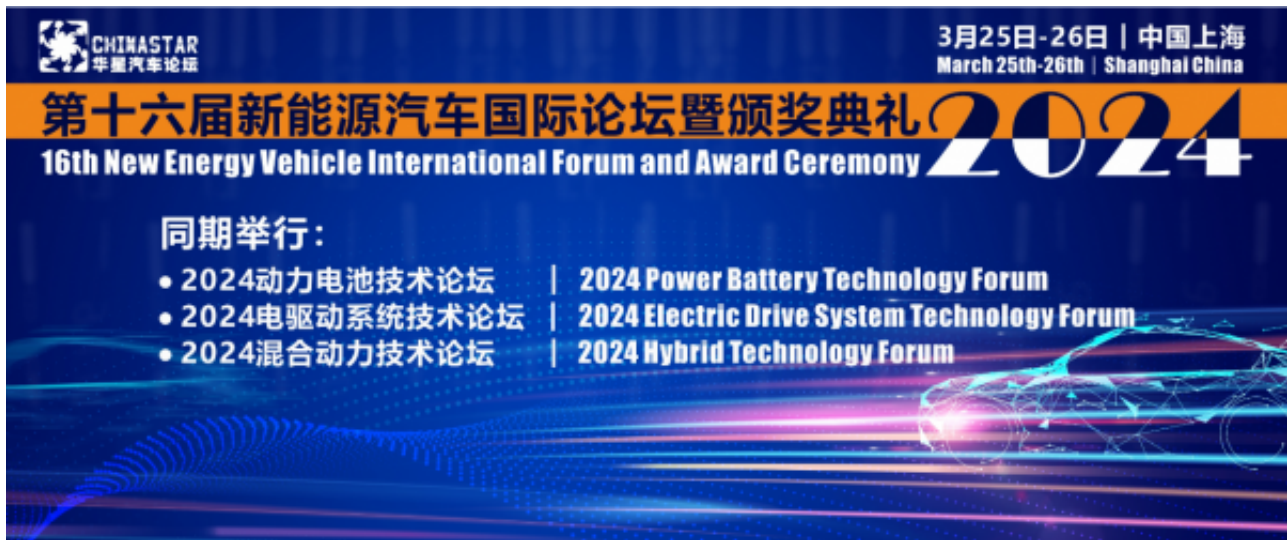 CHINASTAR
华星汽车论坛
3月25日-26日｜中国上海
March 25th-26th | Shanghai China
第十六届新能源汽车国际论坛暨颁奖典礼 2024
16th New Energy Vehicle International Forum and Award Ceremony
同期举行：
• 2024动力电池技术论坛 | 2024 Power Battery Technology Forum
• 2024电驱动系统技术论坛 | 2024 Electric Drive System Technology Forum
• 2024混合动力技术论坛 | 2024 Hybrid Technology Forum